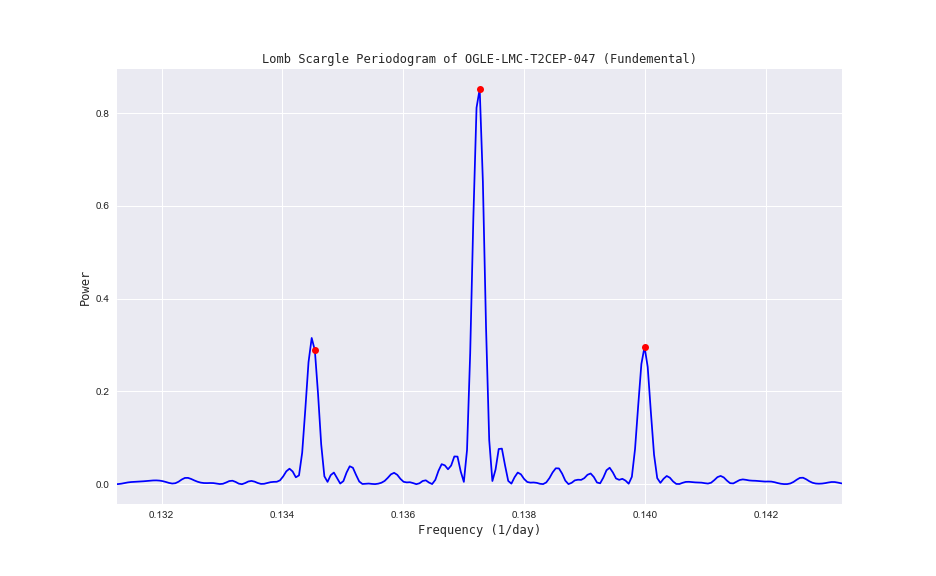 Lomb Scargle Periodogram of OGLE-LMC-T2CEP-047 (Fundemental)
0.8
0.6
0.4
0.2
0.0
Power
0.132 0.134 0.136 0.138 0.140 0.142
Frequency (1/day)